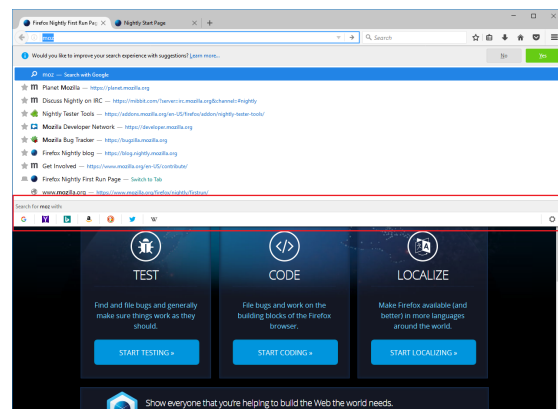 Firefox Nightly First Run Pag
Nightly Start Page
moz
Search
Would you like to improve your search experience with suggestions? Learn more...
No
Yes
moz — Search with Google
Planet Mozilla — https://planet.mozilla.org
Discuss Nightly on IRC — https://mibbit.com/?server=irc.mozilla.org&channel=#nightly
Nightly Tester Tools — https://addons.mozilla.org/en-US/firefox/addon/nightly-tester-tools/
Mozilla Developer Network — https://developer.mozilla.org
Mozilla Bug Tracker — https://bugzilla.mozilla.org
Firefox Nightly blog — https://blog.nightly.mozilla.org
Get Involved — https://www.mozilla.org/en-US/contribute/
Firefox Nightly First Run Page — Switch to Tab
www.mozilla.org — https://www.mozilla.org/firefox/nightly/firstrun/
Search for moz with:
TEST
CODE
LOCALIZE
Find and file bugs and generally
make sure things work as they
should.
File bugs and work on the
building blocks of the Firefox
browser.
Make Firefox available (and
better) in more languages
around the world.
START TESTING »
START CODING »
START LOCALIZING »
Show everyone that you're helping to build the Web the world needs.